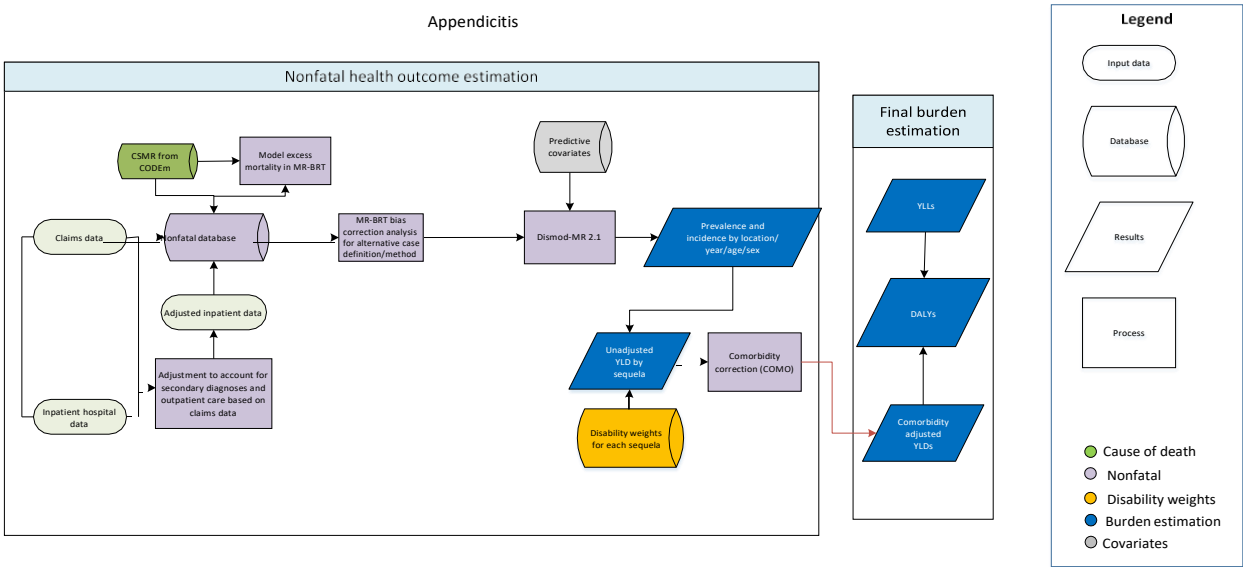 Appendicitis
Nonfatal health outcome estimation
CSMR from
CODEm
Model excess
mortality in MR-BRT
Predictive
covariates
Claims data
Nonfatal database
MR-BRT bias
correction analysis
for alternative case
definition/method
Dismod-MR 2.1
Prevalence and
incidence by location/
year/age/sex
Adjusted inpatient data
Adjustment to account for
secondary diagnoses and
outpatient care based on
claims data
Inpatient hospital
data
Unadjusted
YLD by
sequela
Comorbidity
correction (COMO)
Disability weights
for each sequela
Final burden
estimation
YLLs
DALYs
Comorbidity
adjusted
YLDs
Legend
Input data
Database
Results
Process
Cause of death
Nonfatal
Disability weights
Burden estimation
Covariates